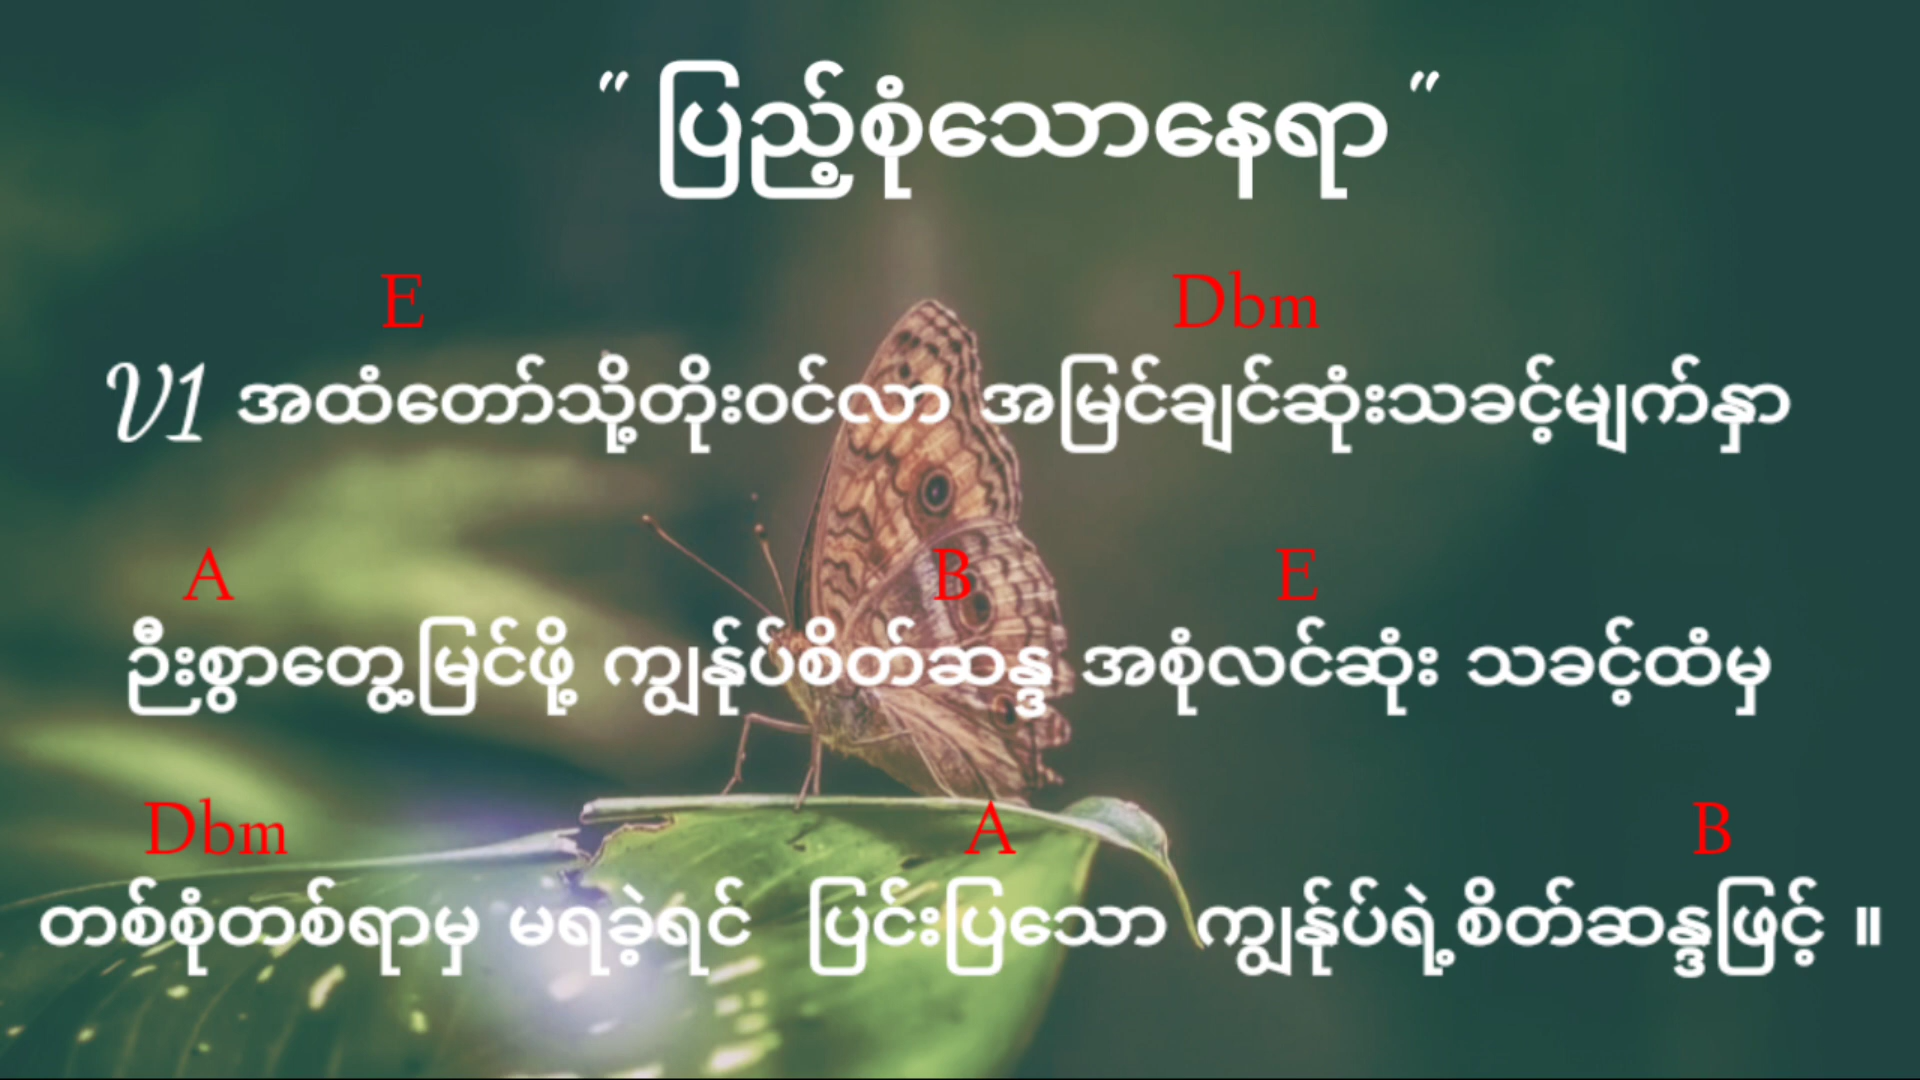 " ပြည့်စုံသောနေရာ "
E Dbm
V1 အထံတော်သို့တိုးဝင်လာ အမြင်ချင်ဆုံးသခင့်မျက်နှာ
A B E
ဦးစွာတွေ့မြင်ဖို့ ကျွန်ုပ်စိတ်ဆန္ဒ အစုံလင်ဆုံး သခင့်ထံမှ
Dbm A B
တစ်စုံတစ်ရာမှ မရခဲ့ရင် ပြင်းပြသော ကျွန်ုပ်ရဲ့စိတ်ဆန္ဒဖြင့် ။